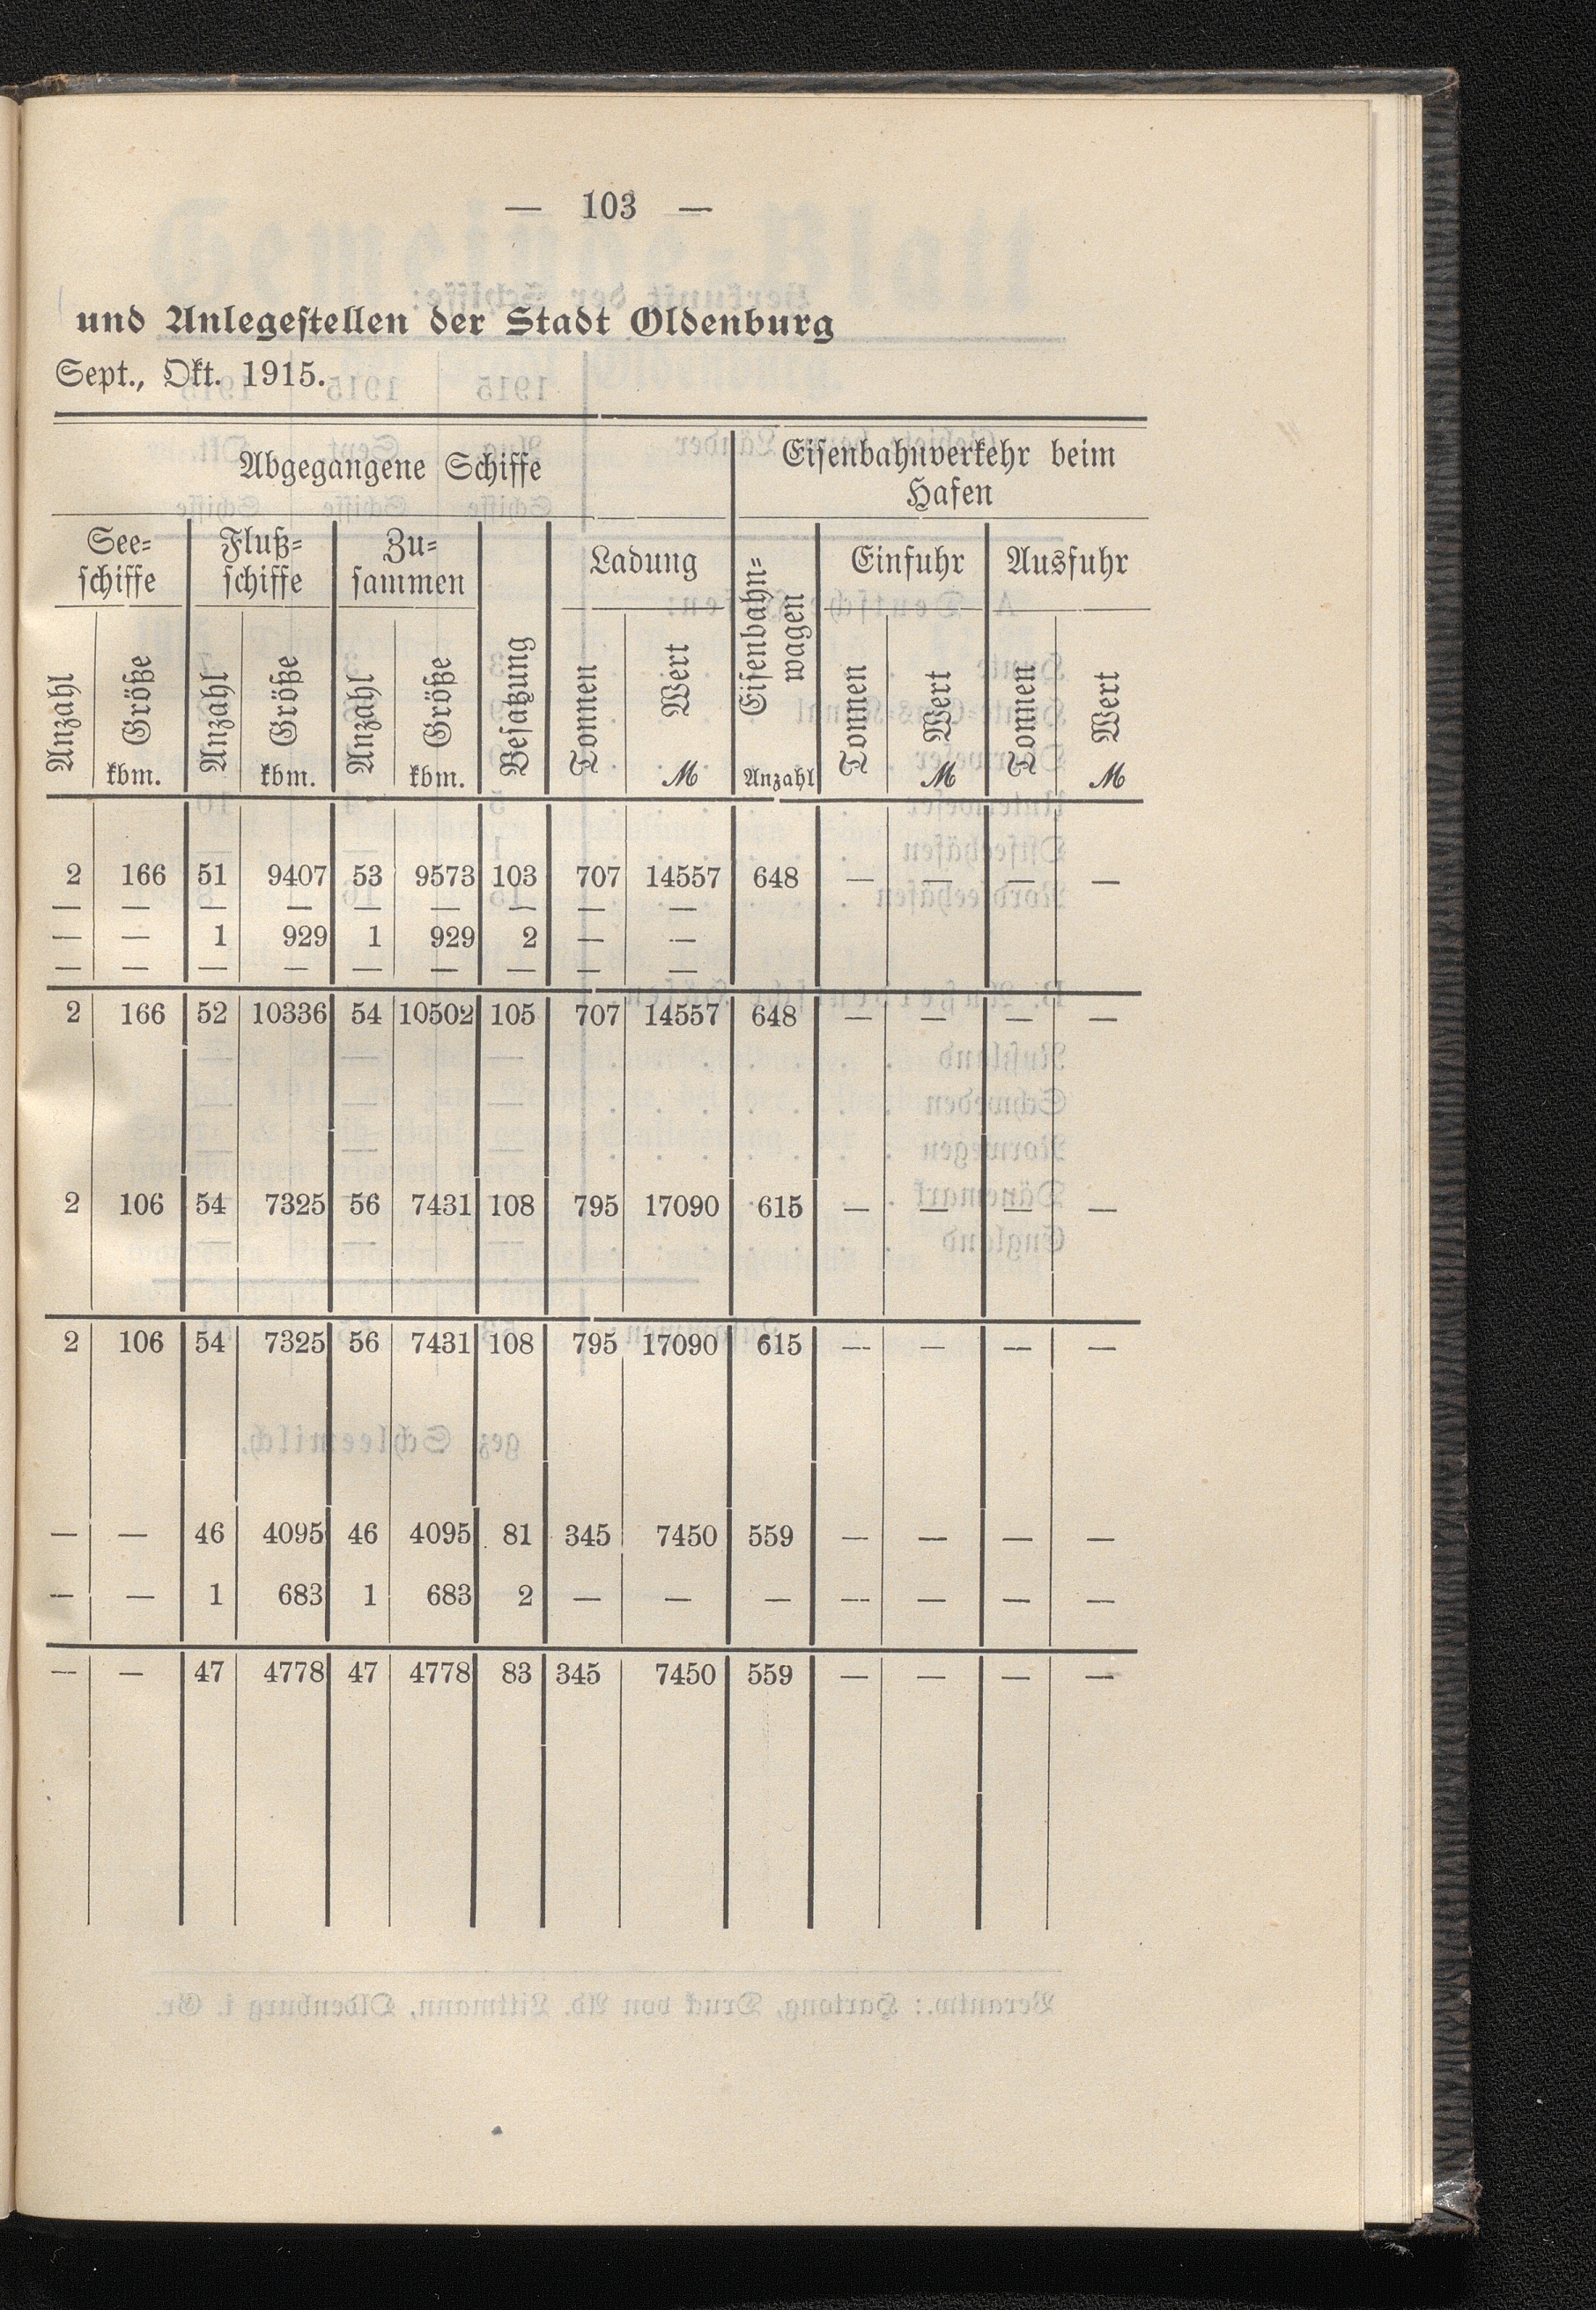 — 103 —
und Anlegestellen der Stadt Oldenburg
Sept., Okt. 1915.
Abgegangene Schiffe | Eisenbahnverkehr beim Hafen
See-schiffe | Fluß-schiffe | Zu-sammen | Besatzung | Ladung | Eisenbahn-wagen | Einfuhr | Ausfuhr
Anzahl | Größe | Anzahl | Größe | Anzahl | Größe | Tonnen | Wert | Tonnen | Wert | Tonnen | Wert
kbm. | kbm. | kbm. | ℳ | Anzahl | ℳ | ℳ
2 | 166 | 51 | 9407 | 53 | 9573 | 103 | 707 | 14557 | 648 | — | — | — | —
— | — | — | — | — | — | — | — | —
— | — | 1 | 929 | 1 | 929 | 2 | — | —
— | — | — | — | — | — | — | — | —
2 | 166 | 52 | 10336 | 54 | 10502 | 105 | 707 | 14557 | 648 | — | — | — | —
2 | 106 | 54 | 7325 | 56 | 7431 | 108 | 795 | 17090 | 615 | — | — | — | —
2 | 106 | 54 | 7325 | 56 | 7431 | 108 | 795 | 17090 | 615 | — | — | — | —
— | — | 46 | 4095 | 46 | 4095 | 81 | 345 | 7450 | 559 | — | — | — | —
— | — | 1 | 683 | 1 | 683 | 2 | — | — | — | — | — | — | —
— | — | 47 | 4778 | 47 | 4778 | 83 | 345 | 7450 | 559 | — | — | — | —